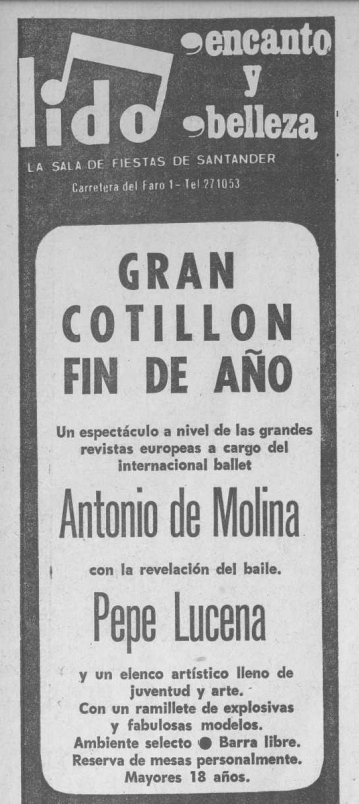 lido
encanto
y
belleza
LA SALA DE FIESTAS DE SANTANDER
Carretera del Faro 1 - Tel 271053
GRAN
COTILLON
FIN DE AÑO
Un espectáculo a nivel de las grandes
revistas europeas a cargo del
internacional ballet
Antonio de Molina
con la revelación del baile.
Pepe Lucena
y un elenco artístico lleno de
juventud y arte.
Con un ramillete de explosivas
y fabulosas modelos.
Ambiente selecto ● Barra libre.
Reserva de mesas personalmente.
Mayores 18 años.